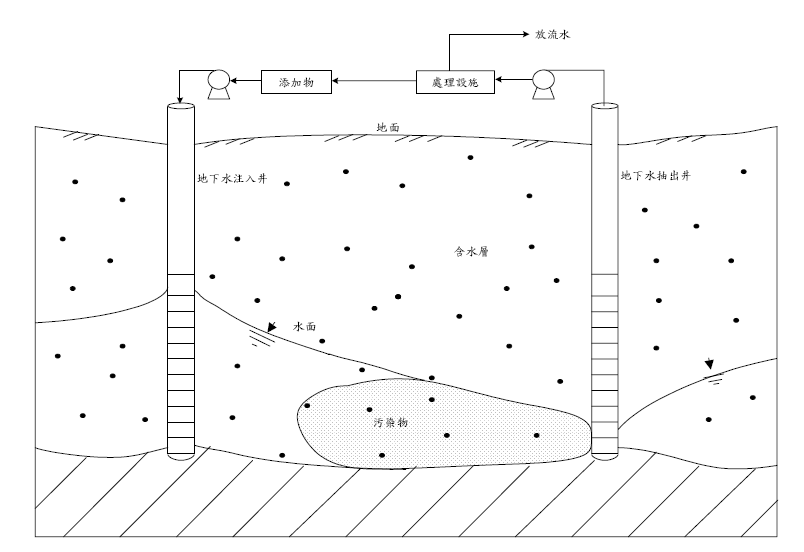 放流水
添加物
處理設施
地面
地下水注入井
地下水抽出井
含水層
水面
污染物